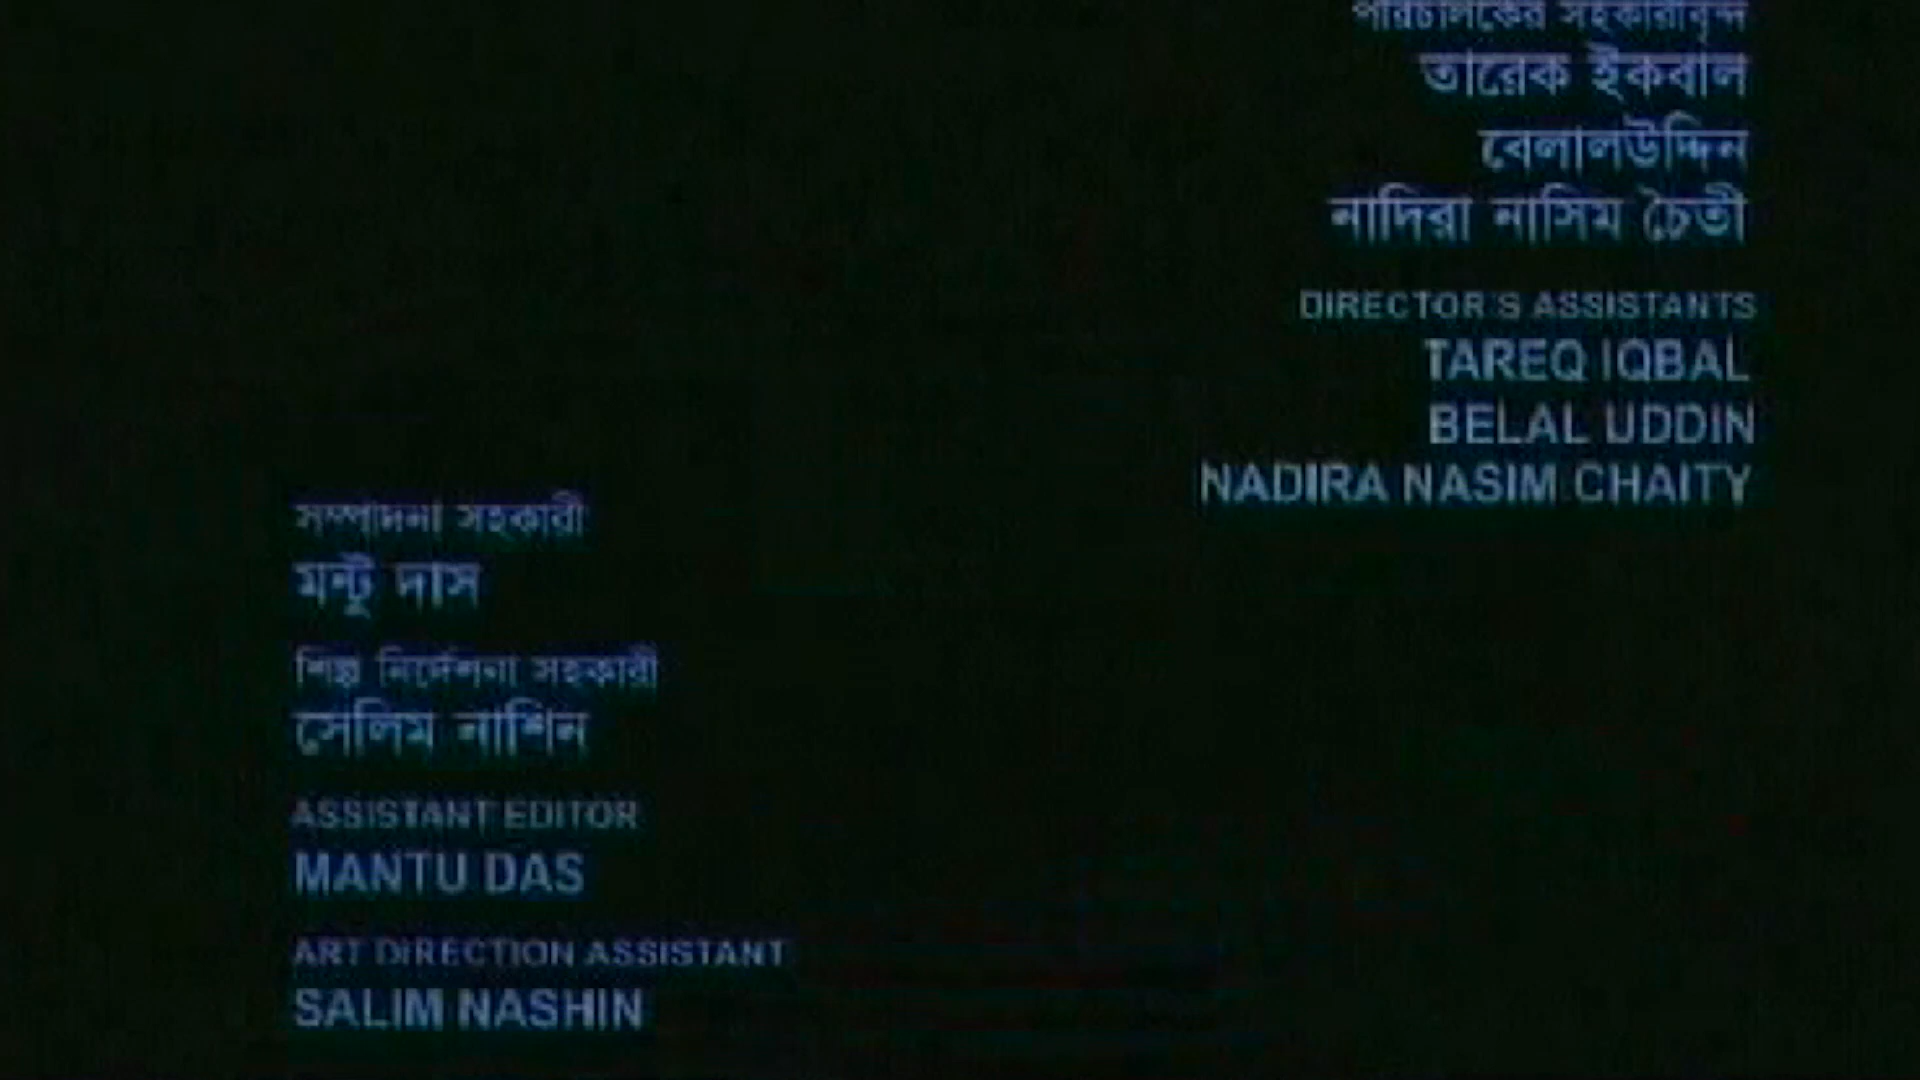 পরিচালকের সহকারীবৃন্দ
তারেক ইকবাল
বেলালউদ্দিন
নাদিরা নাসিম চৈতী
DIRECTOR'S ASSISTANTS
TAREQ IQBAL
BELAL UDDIN
NADIRA NASIM CHAITY
সম্পাদনা সহকারী
মন্টু দাস
শিল্প নির্দেশনা সহকারী
সেলিম নাশিন
ASSISTANT EDITOR
MANTU DAS
ART DIRECTION ASSISTANT
SALIM NASHIN